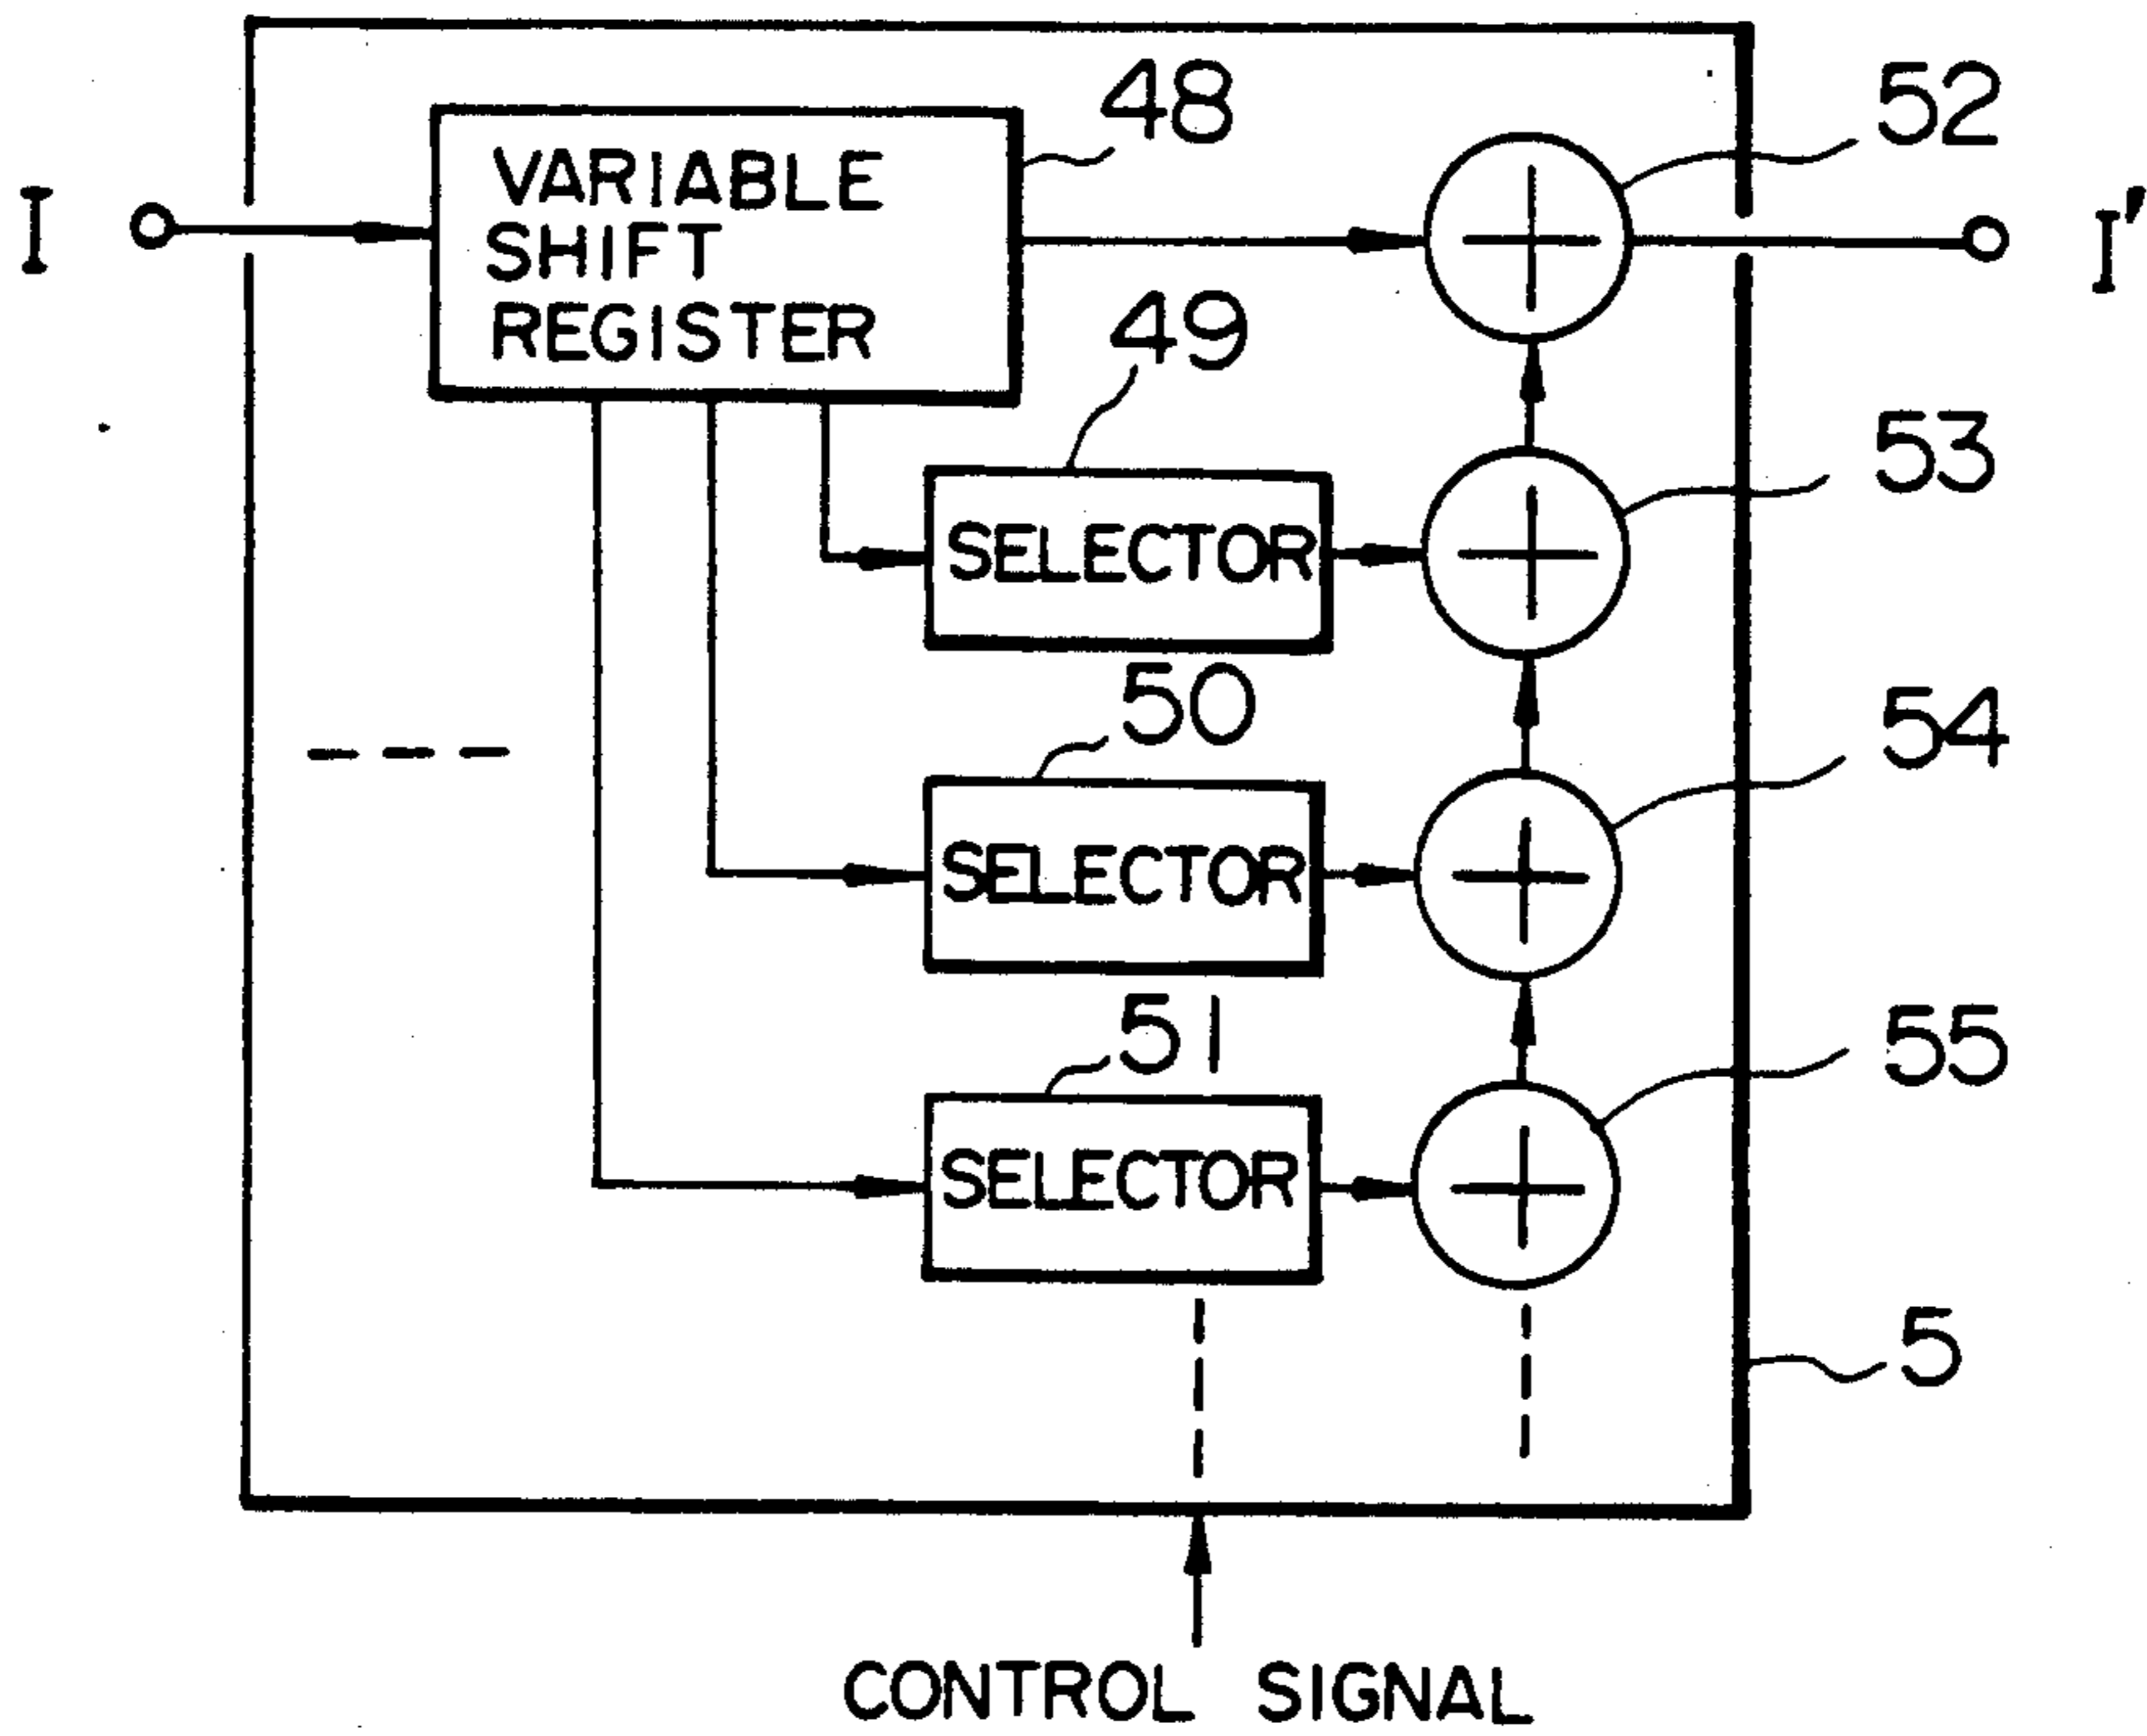 48
52
I
VARIABLE
SHIFT
REGISTER
I'
49
53
SELECTOR
50
54
SELECTOR
51
55
SELECTOR
5
CONTROL SIGNAL